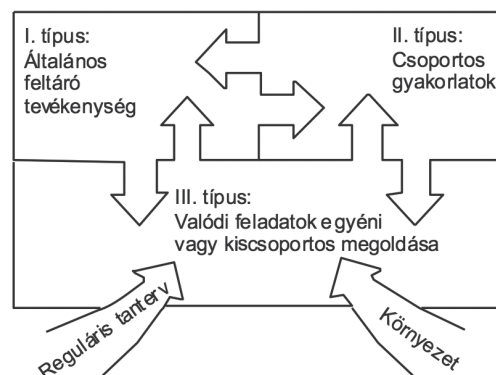 I. típus:
Általános
feltáró
tevékenység
II. típus:
Csoportos
gyakorlatok
III. típus:
Valódi feladatok egyéni
vagy kiscsoportos megoldása
Reguláris tanterv
Környezet